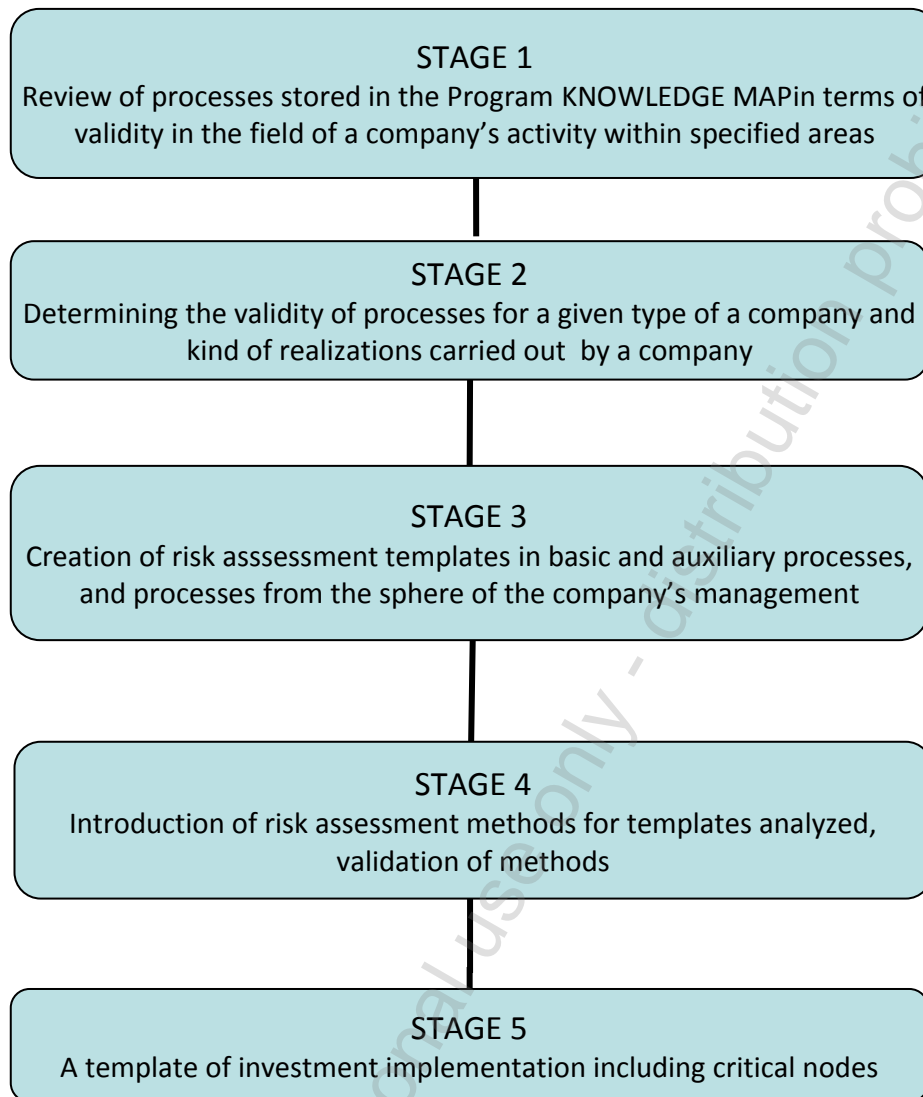 STAGE 1
Review of processes stored in the Program KNOWLEDGE MAPin terms of
validity in the field of a company’s activity within specified areas
STAGE 2
Determining the validity of processes for a given type of a company and
kind of realizations carried out by a company
STAGE 3
Creation of risk asssessment templates in basic and auxiliary processes,
and processes from the sphere of the company’s management
STAGE 4
Introduction of risk assessment methods for templates analyzed,
validation of methods
STAGE 5
A template of investment implementation including critical nodes
use only - distribution